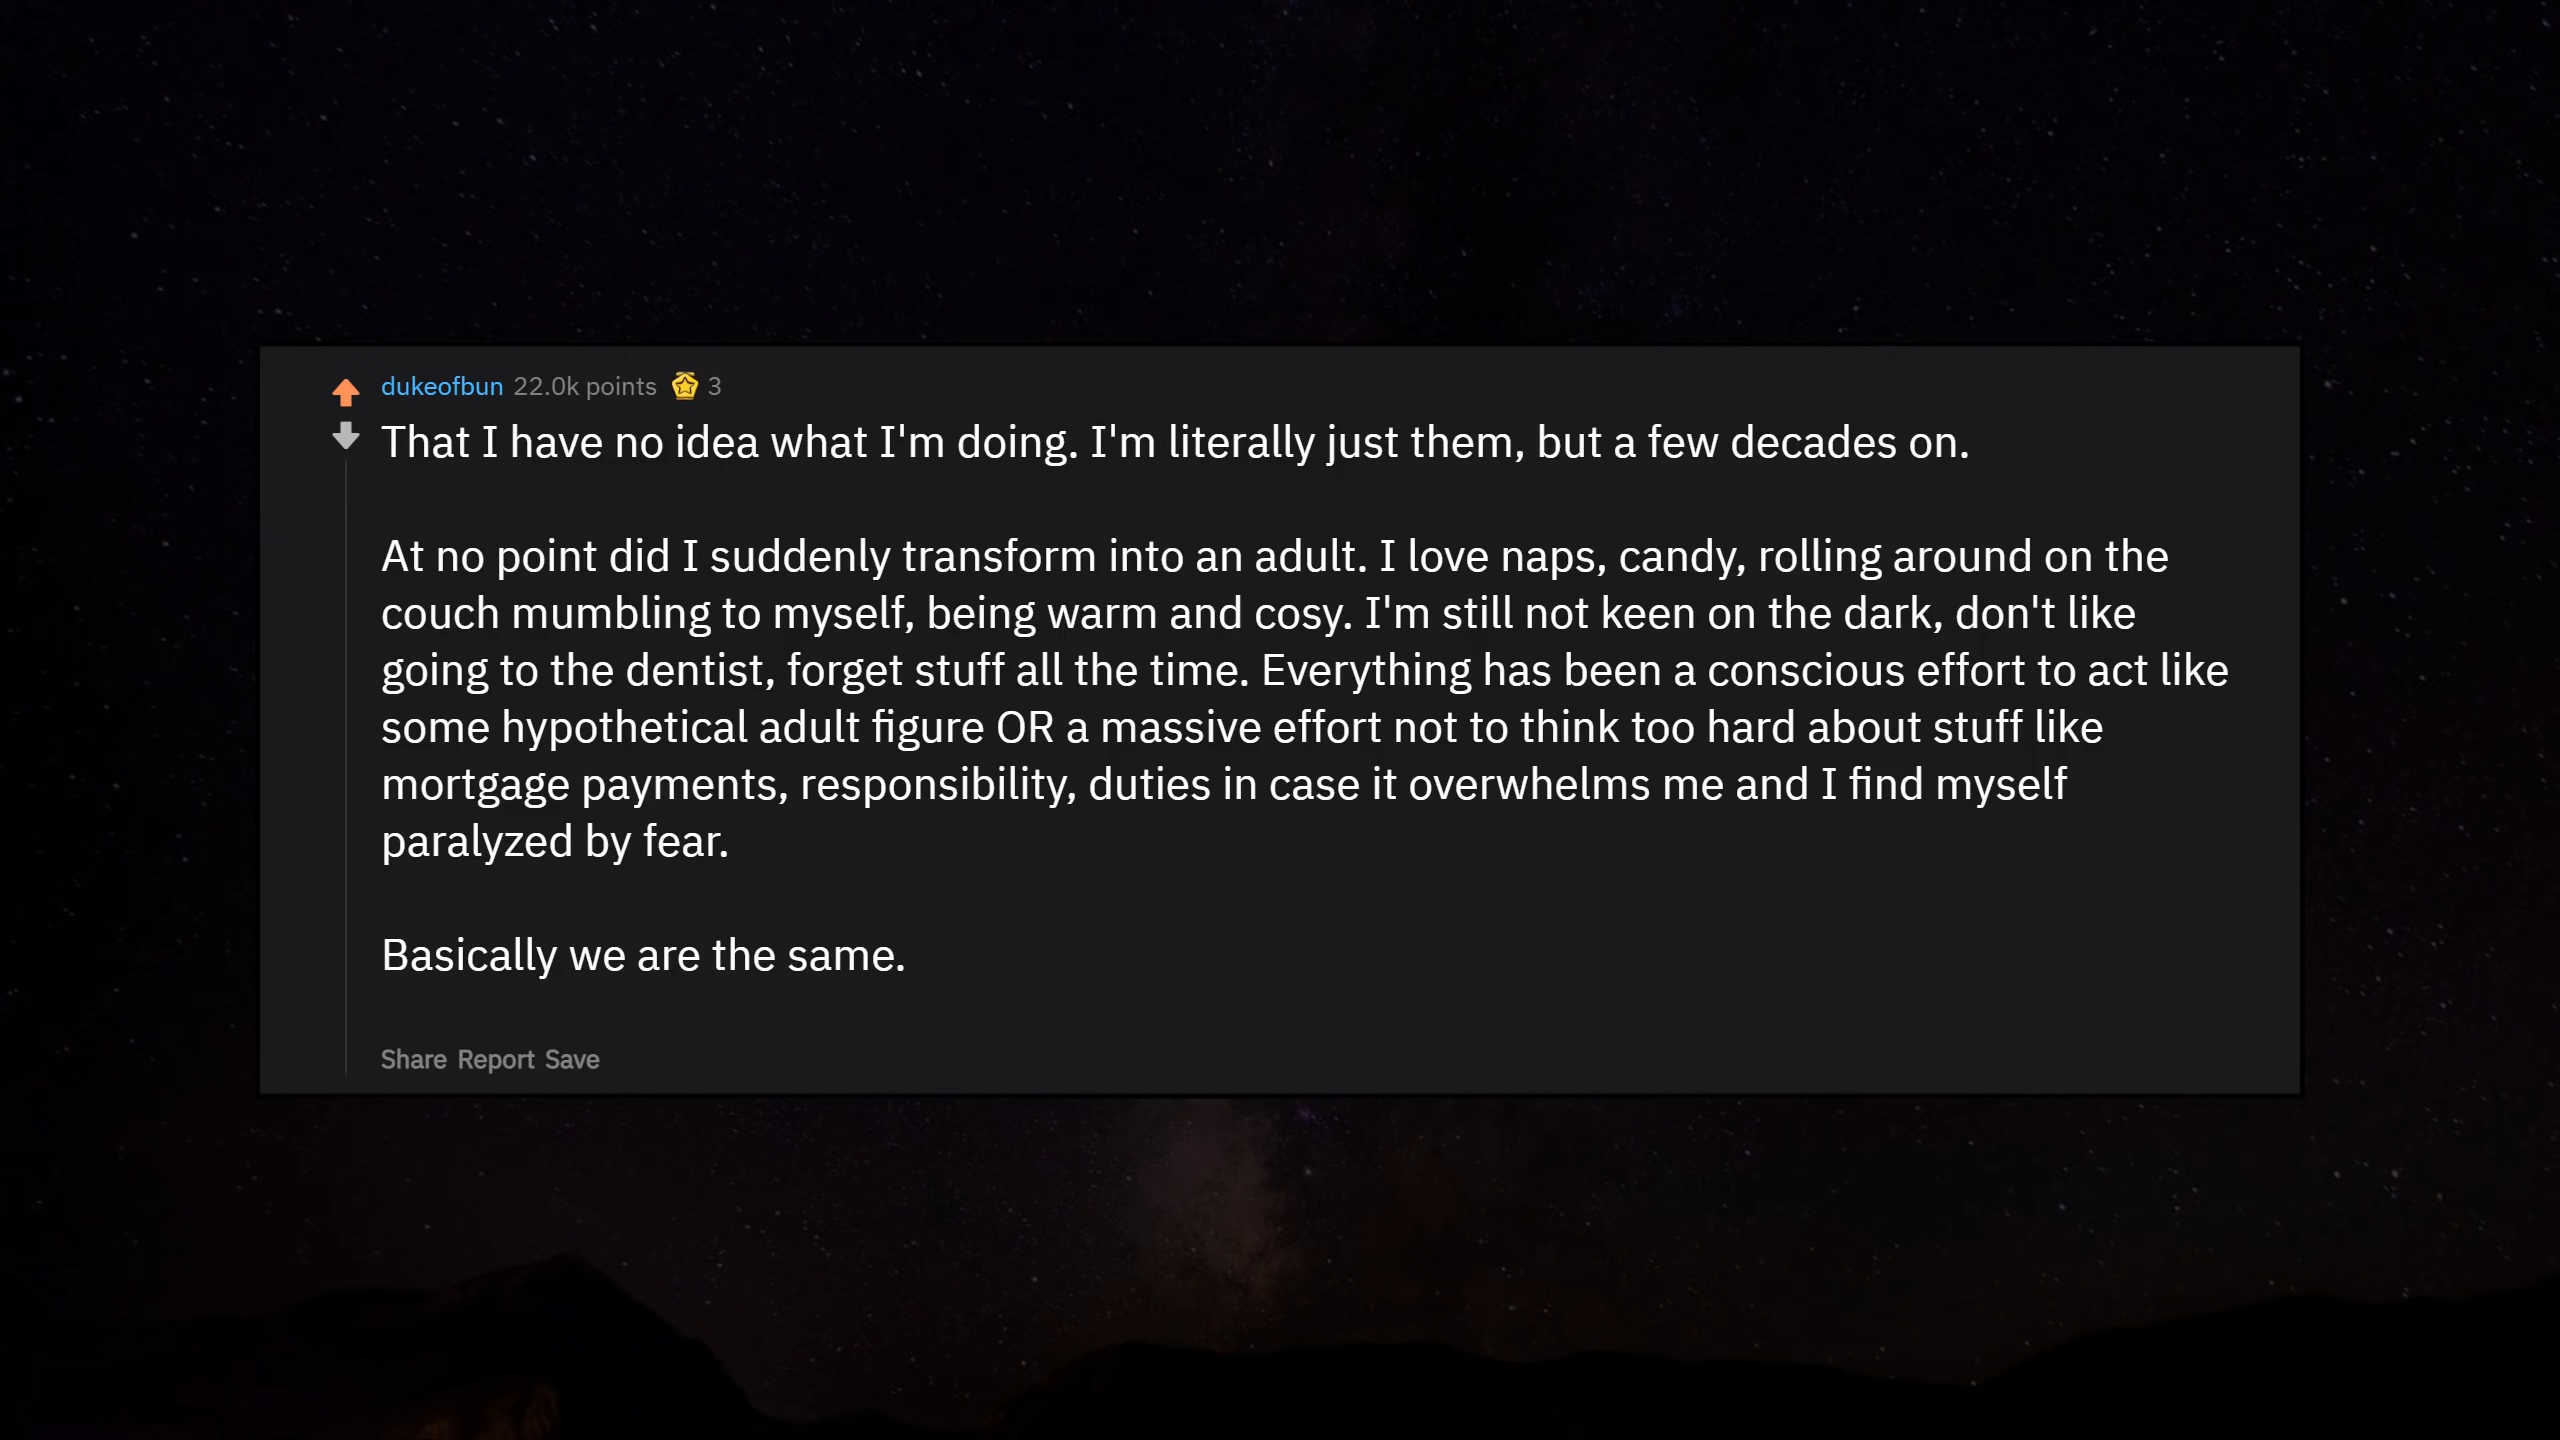 dukeofbun 22.0k points 3
That I have no idea what I'm doing. I'm literally just them, but a few decades on.
At no point did I suddenly transform into an adult. I love naps, candy, rolling around on the
couch mumbling to myself, being warm and cosy. I'm still not keen on the dark, don't like
going to the dentist, forget stuff all the time. Everything has been a conscious effort to act like
some hypothetical adult figure OR a massive effort not to think too hard about stuff like
mortgage payments, responsibility, duties in case it overwhelms me and I find myself
paralyzed by fear.
Basically we are the same.
Share Report Save